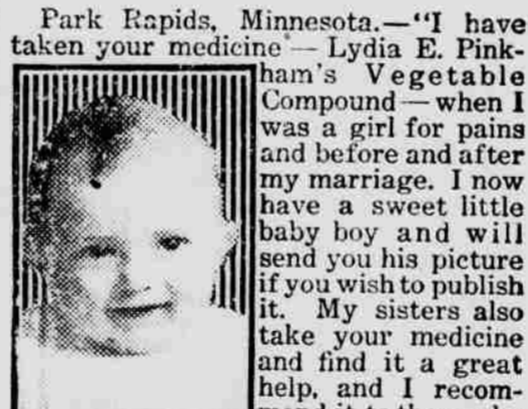 Park Rapids, Minnesota.—"I have
taken your medicine — Lydia E. Pink-
ham's Vegetable
Compound — when I
was a girl for pains
and before and after
my marriage. I now
have a sweet little
baby boy and will
send you his picture
if you wish to publish
it. My sisters also
take your medicine
and find it a great
help, and I recom-